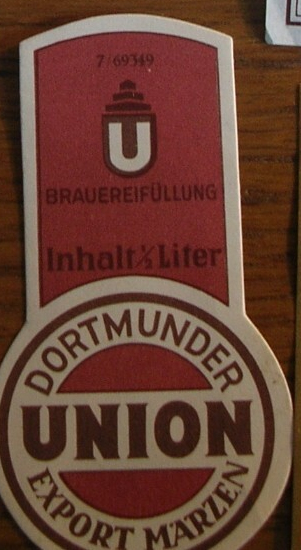 7/69349
U
BRAUEREIFÜLLUNG
Inhalt ½ Liter
DORTMUNDER
UNION
EXPORT MÄRZEN